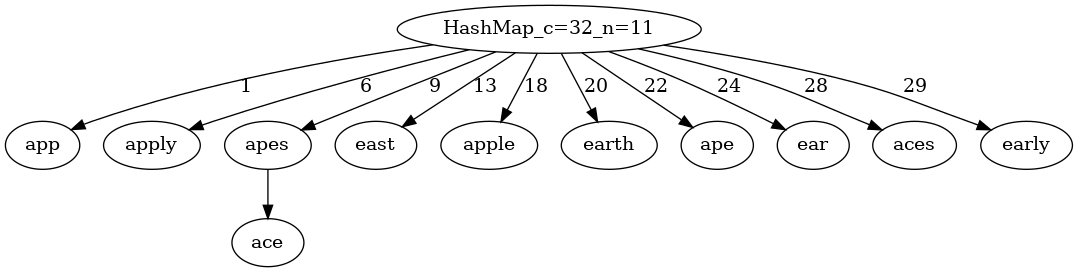 HashMap_c=32_n=11
1
6
9
13
18
20
22
24
28
29
app
apply
apes
east
apple
earth
ape
ear
aces
early
ace